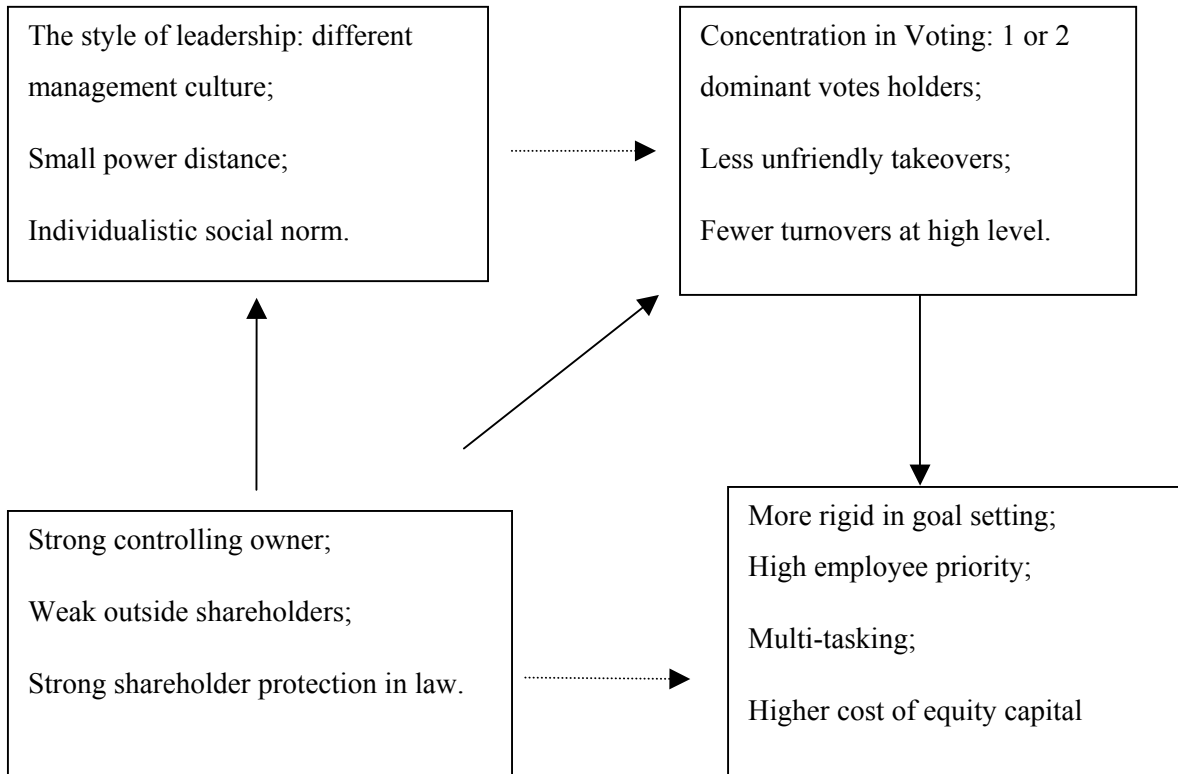 The style of leadership: different
management culture;
Small power distance;
Individualistic social norm.
Concentration in Voting: 1 or 2
dominant votes holders;
Less unfriendly takeovers;
Fewer turnovers at high level.
Strong controlling owner;
Weak outside shareholders;
Strong shareholder protection in law.
More rigid in goal setting;
High employee priority;
Multi-tasking;
Higher cost of equity capital